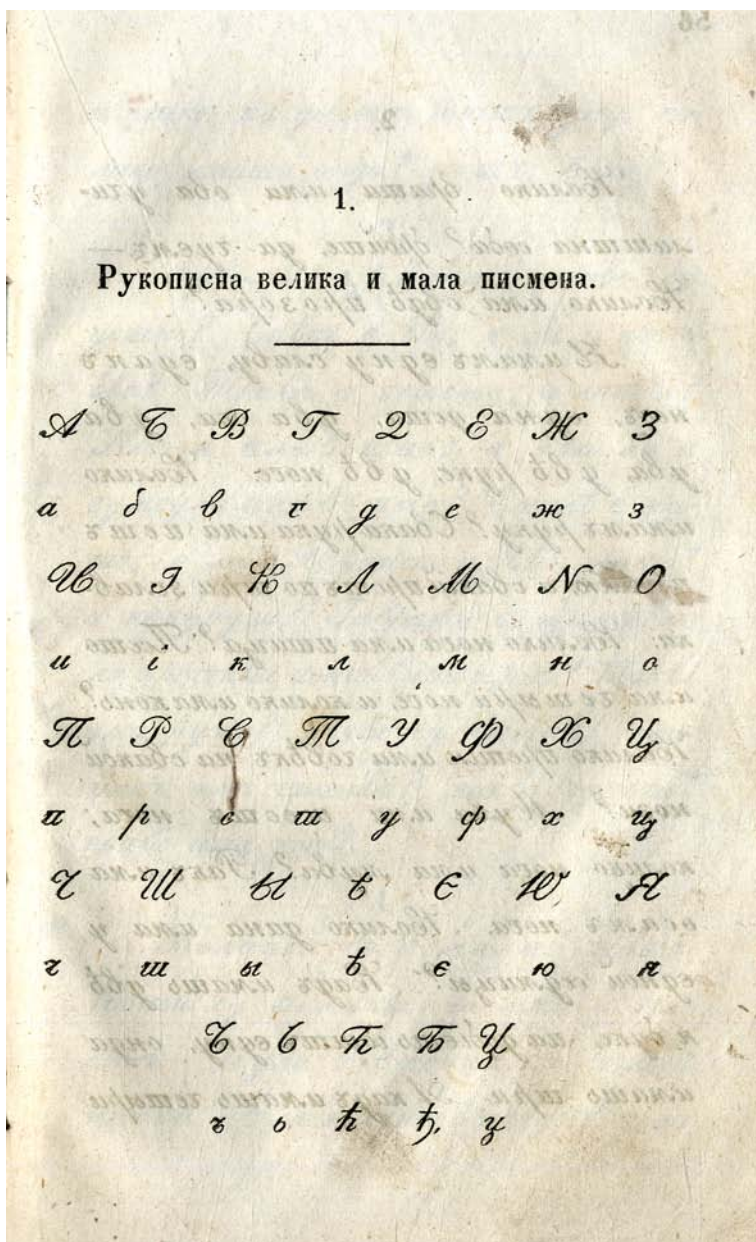 1.
Рукописна велика и мала писмена.
А Б В Г Д Е Ж З
а б в г д е ж з
И І К Л М N О
и і к л м н о
П Р С Т У Ф Х Ц
п р с т у ф х ц
Ч Ш Ы Ѣ Є Ю Я
ч ш ы ѣ є ю я
Ъ Ь Ћ Ђ Џ
ъ ь ћ ђ џ